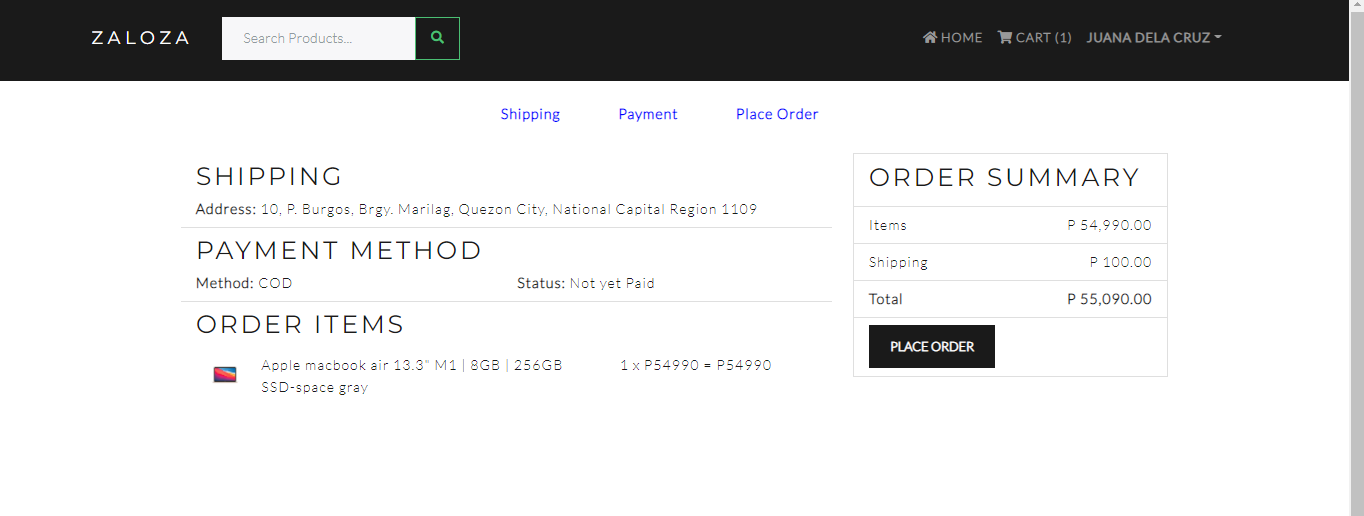 ZALOZA
Search Products...
HOME
CART (1)
JUANA DELA CRUZ
Shipping
Payment
Place Order
SHIPPING
Address: 10, P. Burgos, Brgy. Marilag, Quezon City, National Capital Region 1109
PAYMENT METHOD
Method: COD
Status: Not yet Paid
ORDER ITEMS
Apple macbook air 13.3" M1 | 8GB | 256GB
SSD-space gray
1 x P54990 = P54990
ORDER SUMMARY
Items P 54,990.00
Shipping P 100.00
Total P 55,090.00
PLACE ORDER